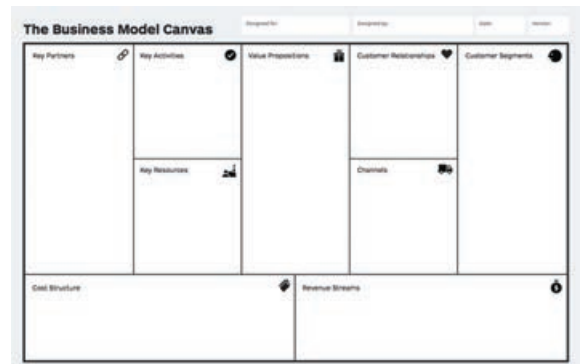 The Business Model Canvas
Designed for:
Designed by:
Date:
Version:
Key Partners
Key Activities
Value Propositions
Customer Relationships
Customer Segments
Key Resources
Channels
Cost Structure
Revenue Streams